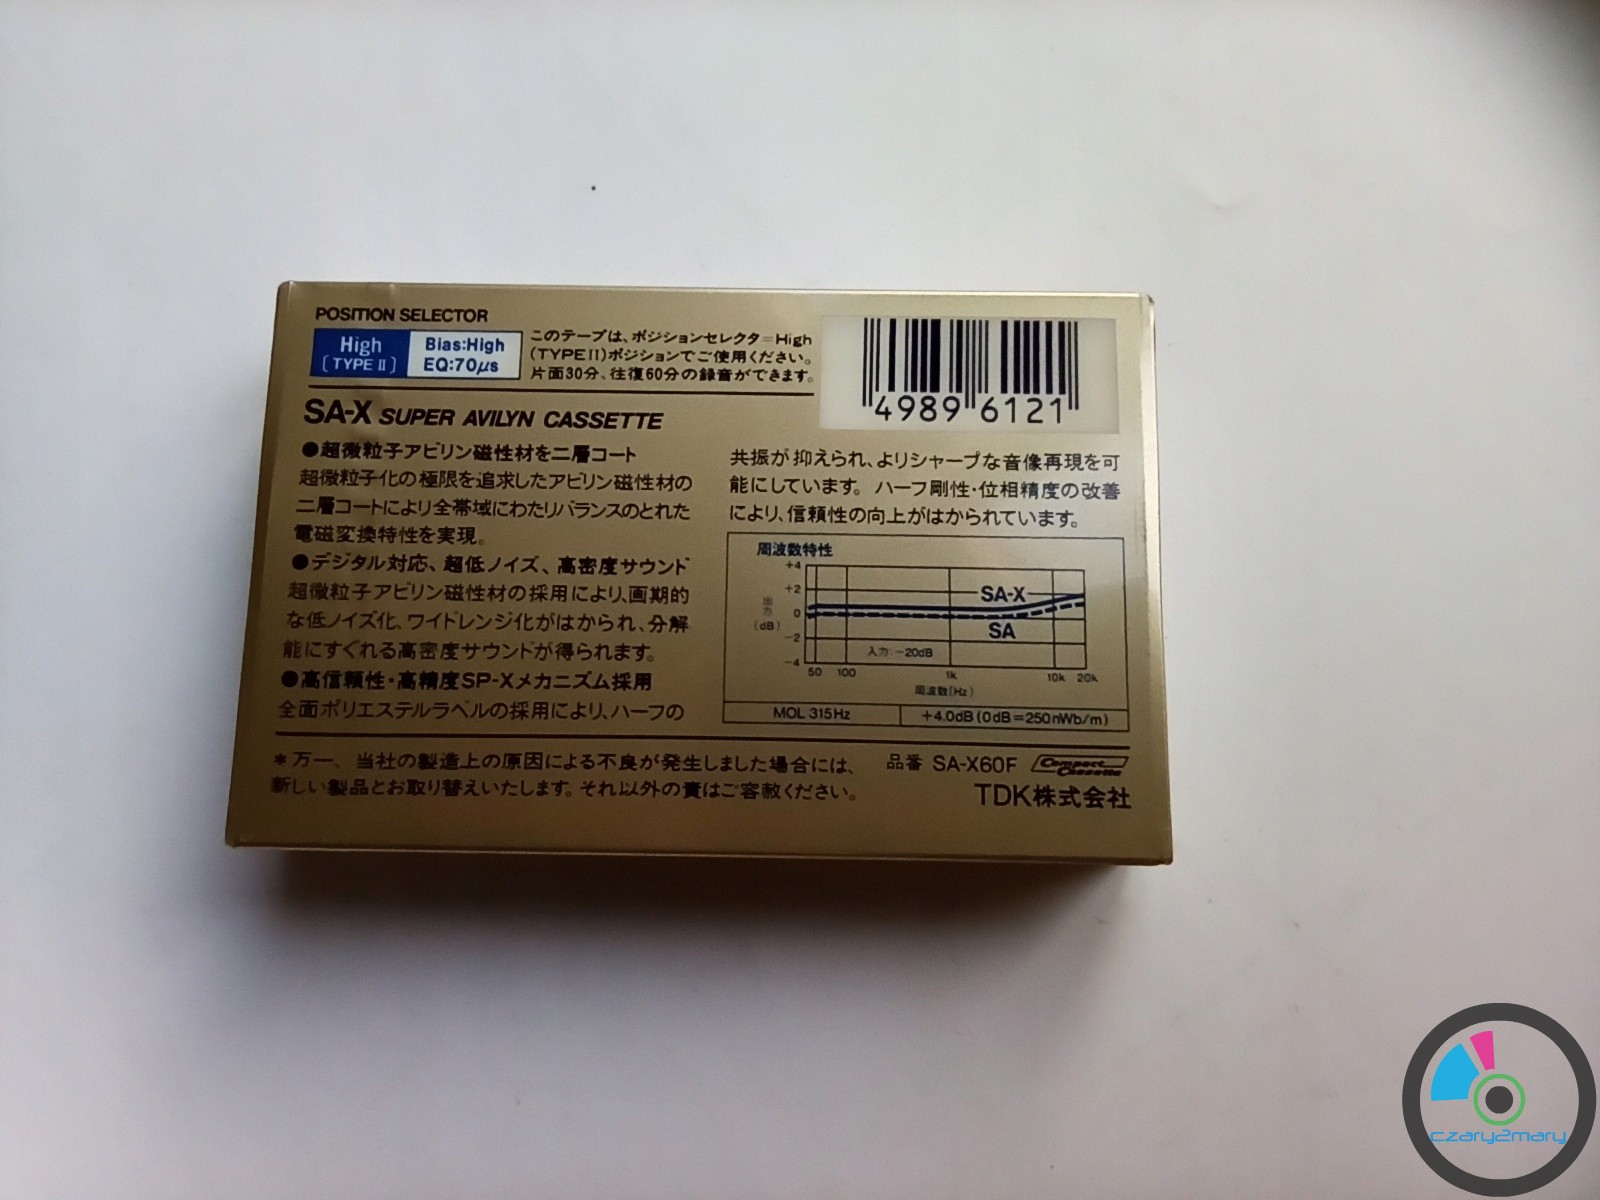 POSITION SELECTOR
High
[TYPE II]
Bias:High
EQ:70μs
このテープは、ポジションセレクタ=High
(TYPE II)ポジションでご使用ください。
片面30分、往復60分の録音ができます。
4989 6121
SA-X SUPER AVILYN CASSETTE
●超微粒子アビリン磁性材を二層コート
超微粒子化の極限を追求したアビリン磁性材の
二層コートにより全帯域にわたりバランスのとれた
電磁変換特性を実現。
●デジタル対応、超低ノイズ、高密度サウンド
超微粒子アビリン磁性材の採用により、画期的
な低ノイズ化、ワイドレンジ化がはかられ、分解
能にすぐれる高密度サウンドが得られます。
●高信頼性・高精度SP-Xメカニズム採用
全面ポリエステルラベルの採用により、ハーフの
共振が抑えられ、よりシャープな音像再現を可
能にしています。ハーフ剛性・位相精度の改善
により、信頼性の向上がはかられています。
周波数特性
+4
+2
0
-2
-4
出力
(dB)
SA-X
SA
入力:-20dB
50 100 1k 10k 20k
周波数(Hz)
MOL 315Hz +4.0dB(0dB=250nWb/m)
*万一、当社の製造上の原因による不良が発生しました場合には、
新しい製品とお取り替えいたします。それ以外の責はご容赦ください。
品番 SA-X60F Compact Cassette
TDK株式会社
czary2mary